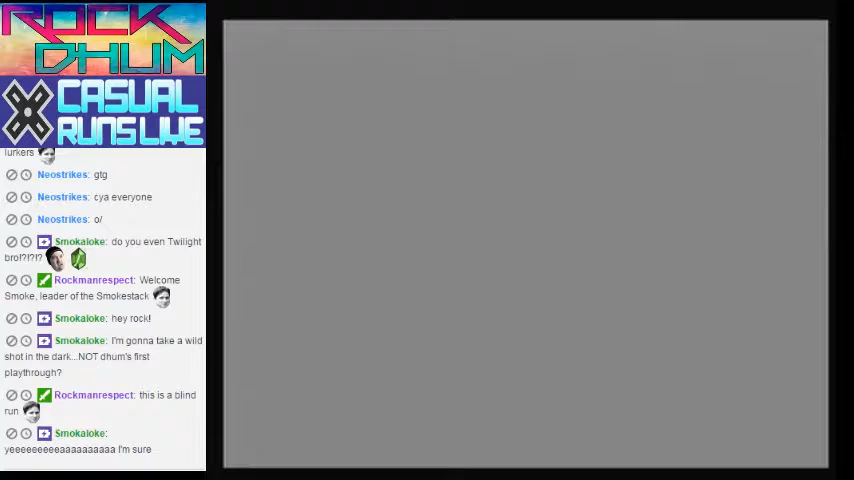 ROCK
DHUM
CASUAL
RUNS LIVE
lurkers
Neostrikes: gtg
Neostrikes: cya everyone
Neostrikes: o/
Smokaloke: do you even Twilight
bro!?!?!?
Rockmanrespect: Welcome
Smoke, leader of the Smokestack
Smokaloke: hey rock!
Smokaloke: I'm gonna take a wild
shot in the dark...NOT dhum's first
playthrough?
Rockmanrespect: this is a blind
run
Smokaloke:
yeeeeeeeeaaaaaaaaaa I'm sure